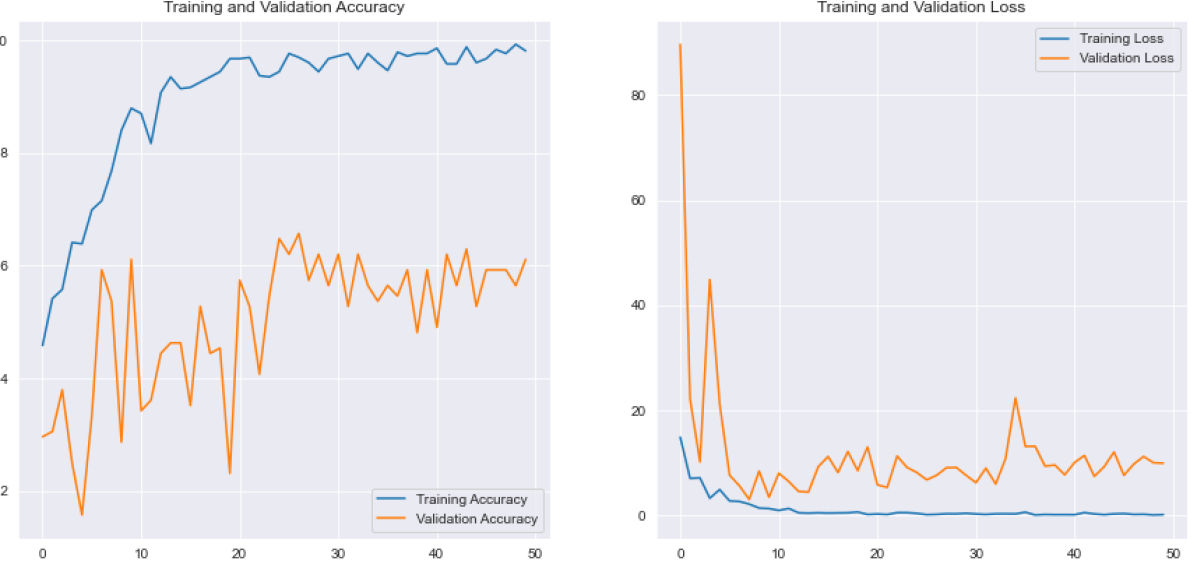 Training and Validation Accuracy
0
8
6
4
2
Training Accuracy
Validation Accuracy
0 10 20 30 40 50
Training and Validation Loss
Training Loss
Validation Loss
80
60
40
20
0
0 10 20 30 40 50